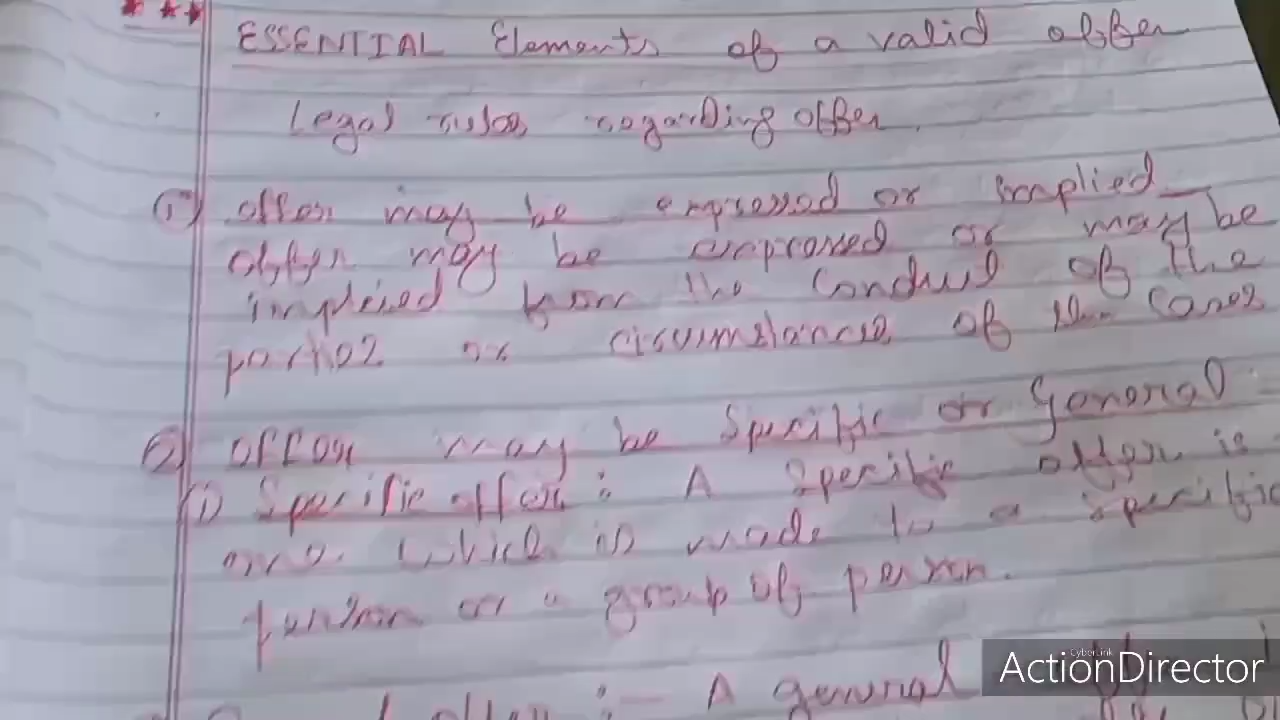 ESSENTIAL Elements of a valid offer
Legal rules regarding offer.
① offer may be expressed or implied
offer may be expressed or may be
implied from the conduct of the
parties or circumstances of the cases
② offer may be specific or General
(i) Specific offer : A specific offer is
one which is made to a specific
person or a group of person.
offer :- A general
CyberLink
ActionDirector